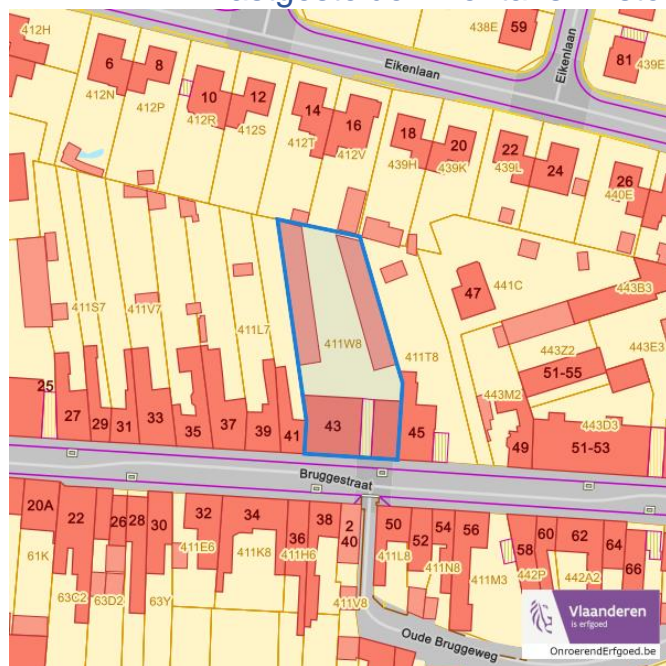 412H
438E
59
Eikenlaan
81
439E
6
8
412N
412P
10
12
412R
412S
14
16
412T
412V
Eikenlaan
18
20
439H
439K
22
24
439L
26
440E
47
441C
443B3
411S7
411V7
411L7
411W8
411T8
443Z2
51-55
443E3
443M2
443D3
25
27
29
31
33
35
37
39
41
43
45
49
51-53
Bruggestraat
20A
22
26
28
30
32
34
36
38
2
40
50
52
54
56
58
60
62
64
66
61K
63C2
63D2
63Y
411E6
411K8
411H6
411V8
411L8
411N8
411M3
442P
442A2
Oude Bruggeweg
Vlaanderen
is erfgoed
OnroerendErfgoed.be